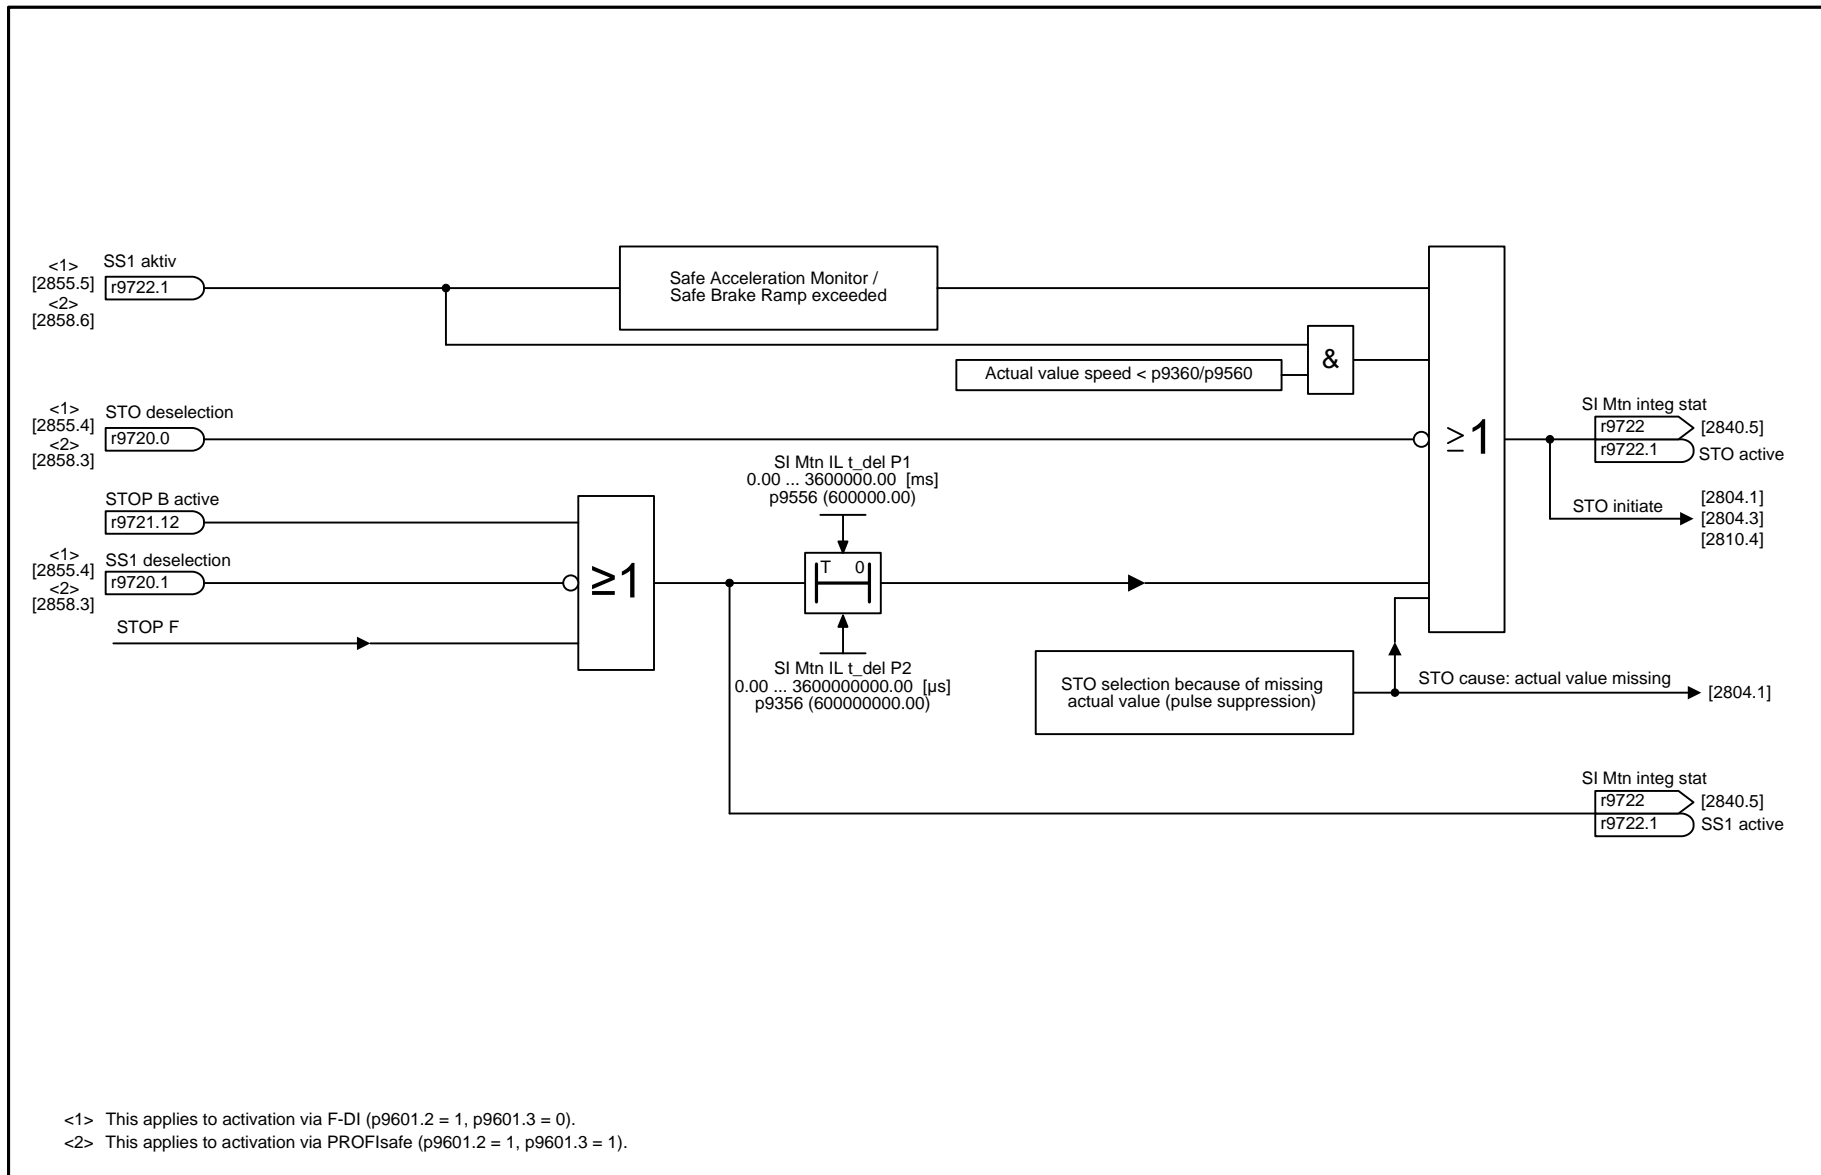 <1>
[2855.5]
<2>
[2858.6]
SS1 aktiv
r9722.1
Safe Acceleration Monitor /
Safe Brake Ramp exceeded
&
Actual value speed < p9360/p9560
<1>
[2855.4]
<2>
[2858.3]
STO deselection
r9720.0
≥1
SI Mtn integ stat
r9722
[2840.5]
r9722.1
STO active
STO initiate
[2804.1]
[2804.3]
[2810.4]
SI Mtn IL t_del P1
0.00 ... 3600000.00 [ms]
p9556 (600000.00)
STOP B active
r9721.12
<1>
[2855.4]
<2>
[2858.3]
SS1 deselection
r9720.1
≥1
T 0
STOP F
SI Mtn IL t_del P2
0.00 ... 3600000000.00 [µs]
p9356 (600000000.00)
STO selection because of missing
actual value (pulse suppression)
STO cause: actual value missing
[2804.1]
SI Mtn integ stat
r9722
[2840.5]
r9722.1
SS1 active
<1> This applies to activation via F-DI (p9601.2 = 1, p9601.3 = 0).
<2> This applies to activation via PROFIsafe (p9601.2 = 1, p9601.3 = 1).